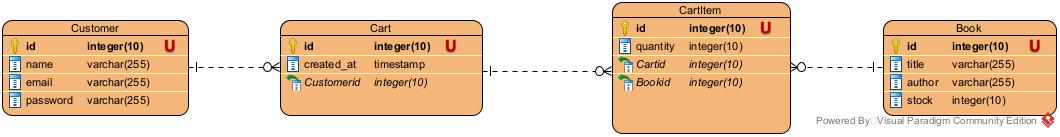 Customer
id integer(10) U
name varchar(255)
email varchar(255)
password varchar(255)
Cart
id integer(10) U
created_at timestamp
Customerid integer(10)
CartItem
id integer(10) U
quantity integer(10)
Cartid integer(10)
Bookid integer(10)
Book
id integer(10) U
title varchar(255)
author varchar(255)
stock integer(10)
Powered By Visual Paradigm Community Edition